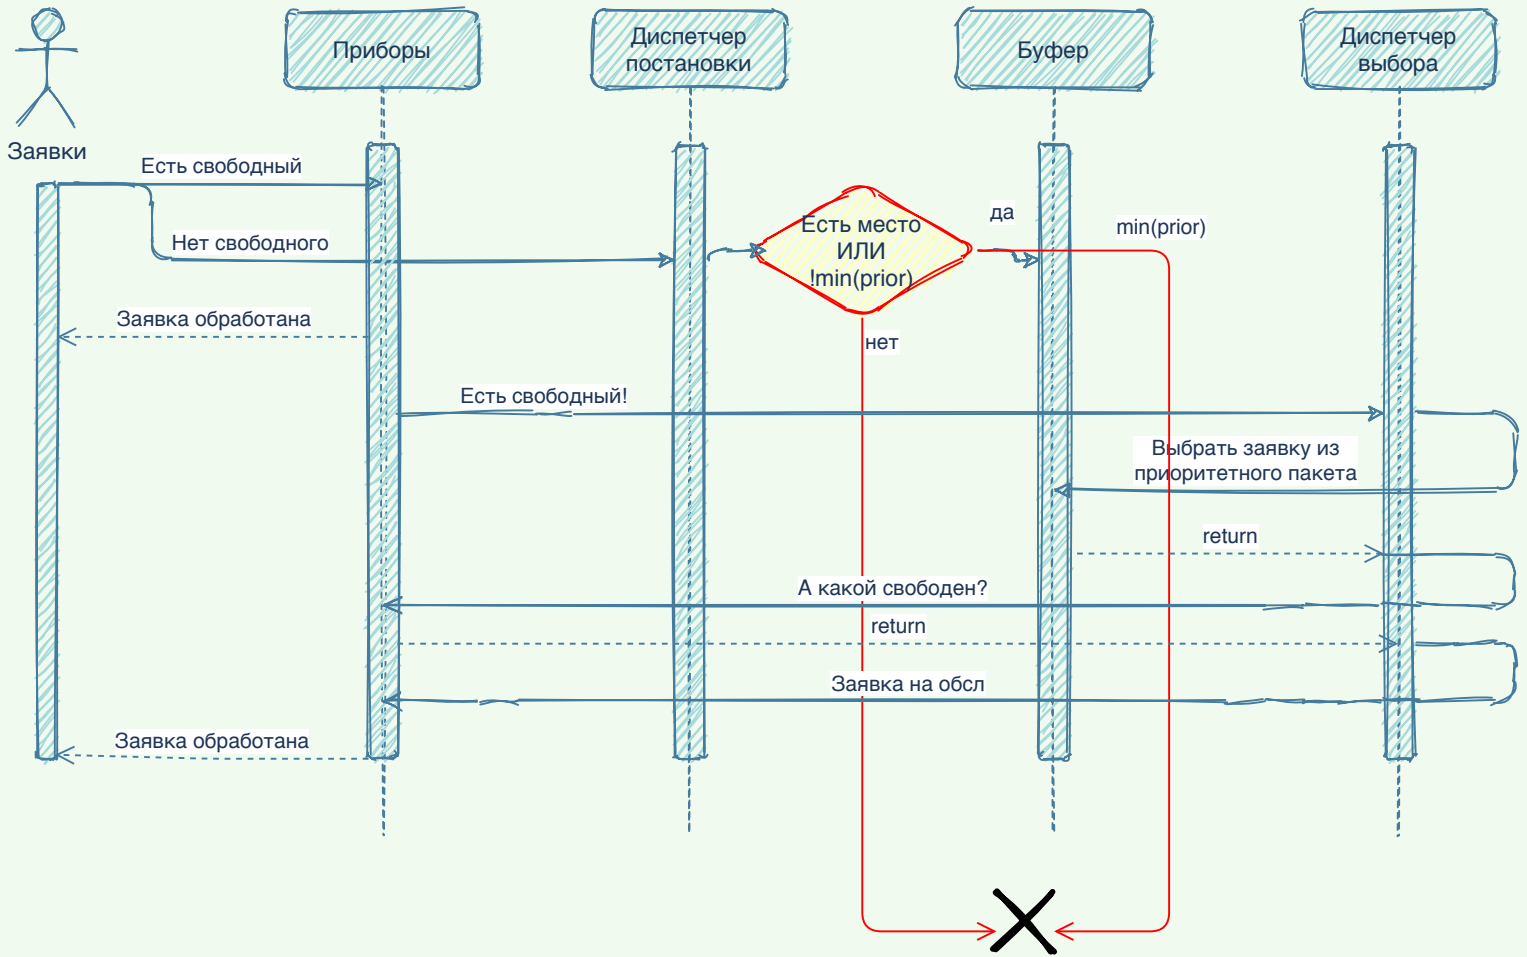 Приборы
Диспетчер
постановки
Буфер
Диспетчер
выбора
Заявки
Есть свободный
Нет свободного
Есть место
ИЛИ
!min(prior)
да
min(prior)
Заявка обработана
нет
Есть свободный!
Выбрать заявку из
приоритетного пакета
return
А какой свободен?
return
Заявка на обсл
Заявка обработана